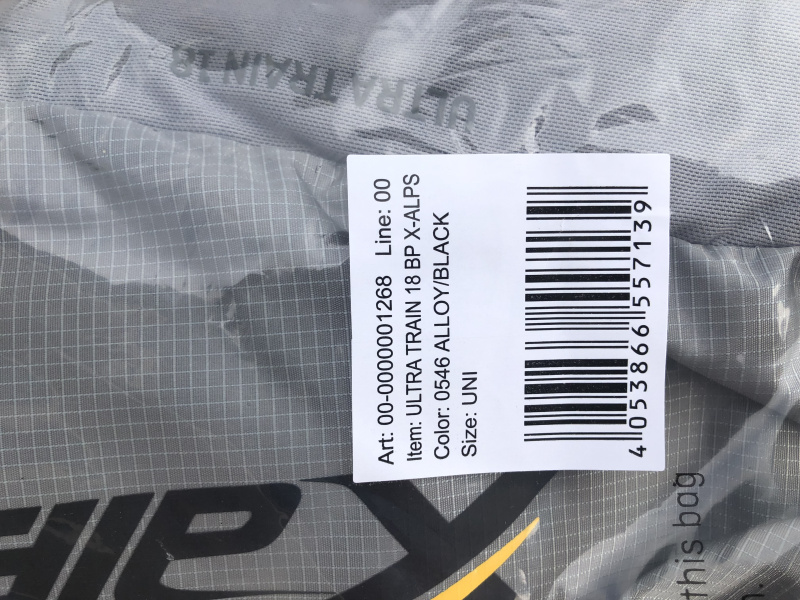 ULTRA TRAIN 18
Art: 00-0000001268 Line: 00
Item: ULTRA TRAIN 18 BP X-ALPS
Color: 0546 ALLOY/BLACK
Size: UNI
4 053866 557139
this bag